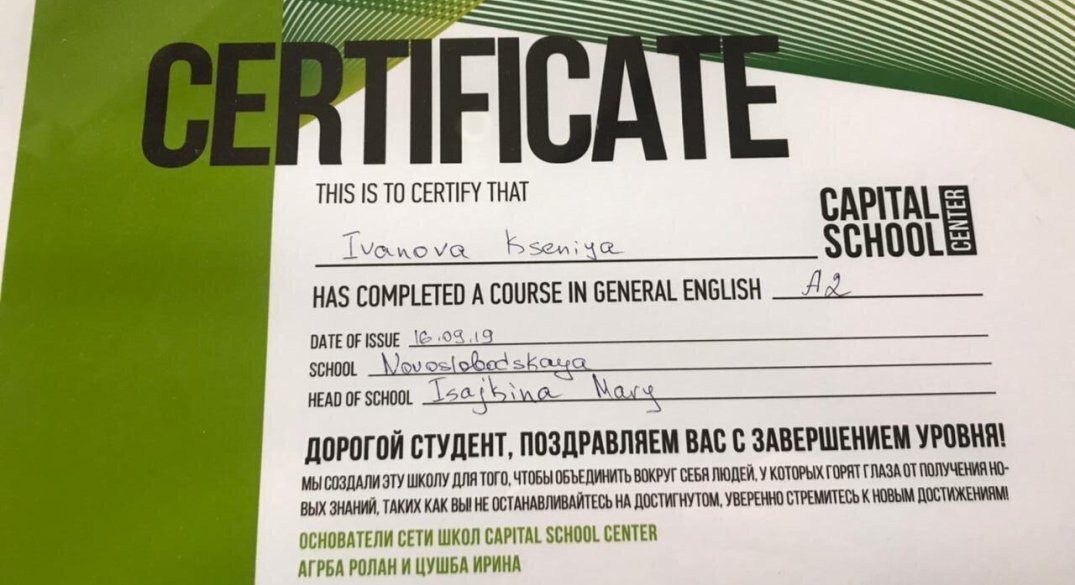 CERTIFICATE
THIS IS TO CERTIFY THAT
CAPITAL SCHOOL CENTER
Ivanova Kseniya
HAS COMPLETED A COURSE IN GENERAL ENGLISH A2
DATE OF ISSUE 16.09.19
SCHOOL Novoslobodskaya
HEAD OF SCHOOL Isajkina Mary
ДОРОГОЙ СТУДЕНТ, ПОЗДРАВЛЯЕМ ВАС С ЗАВЕРШЕНИЕМ УРОВНЯ!
МЫ СОЗДАЛИ ЭТУ ШКОЛУ ДЛЯ ТОГО, ЧТОБЫ ОБЪЕДИНИТЬ ВОКРУГ СЕБЯ ЛЮДЕЙ, У КОТОРЫХ ГОРЯТ ГЛАЗА ОТ ПОЛУЧЕНИЯ НО-
ВЫХ ЗНАНИЙ, ТАКИХ КАК ВЫ! НЕ ОСТАНАВЛИВАЙТЕСЬ НА ДОСТИГНУТОМ, УВЕРЕННО СТРЕМИТЕСЬ К НОВЫМ ДОСТИЖЕНИЯМ!
ОСНОВАТЕЛИ СЕТИ ШКОЛ CAPITAL SCHOOL CENTER
АГРБА РОЛАН И ЦУШБА ИРИНА